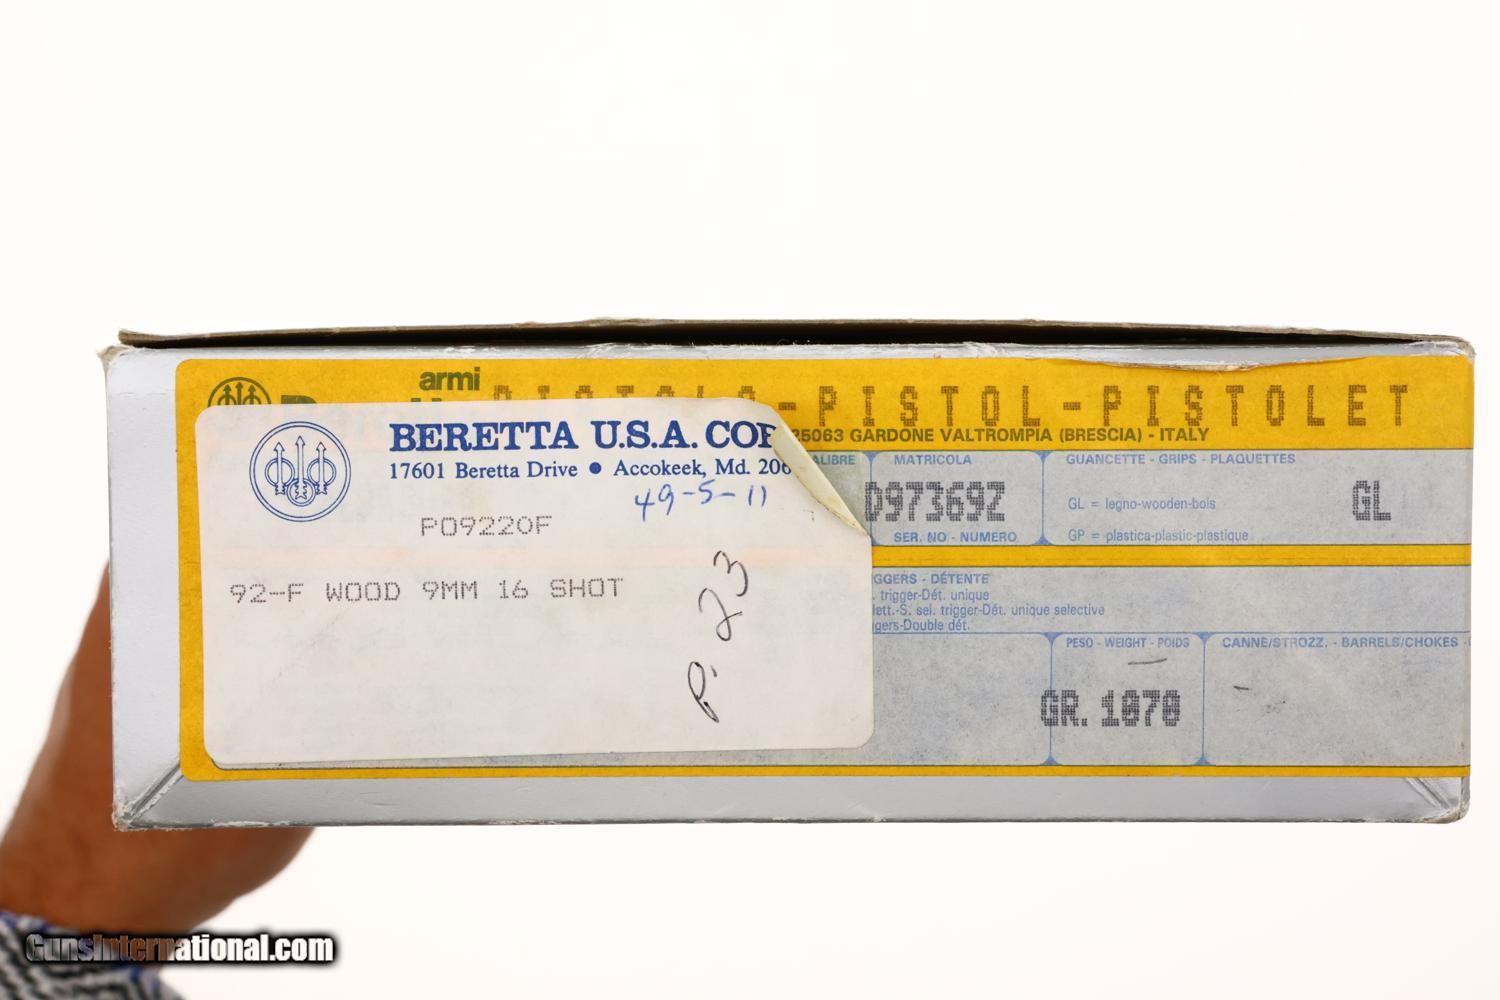 armi
PISTOL - PISTOLET
25063 GARDONE VALTROMPIA (BRESCIA) - ITALY
BERETTA U.S.A.
17601 Beretta Drive • Accokeek, Md. 206
49-5-11
P09220F
92-F WOOD 9MM 16 SHOT
P. 23
ALIBRE
MATRICOLA
D97369Z
SER. NO - NUMERO
GUANCETTE - GRIPS - PLAQUETTES
GL = legno-wooden-bois
GP = plastica-plastic-plastique
GL
GGERS - DÉTENTE
. trigger-Dét. unique
lett.-S. sel. trigger-Dét. unique selective
gers-Double dét.
PESO - WEIGHT - POIDS
GR. 1070
CANNE/STROZZ. - BARRELS/CHOKES -
GunsInternational.com